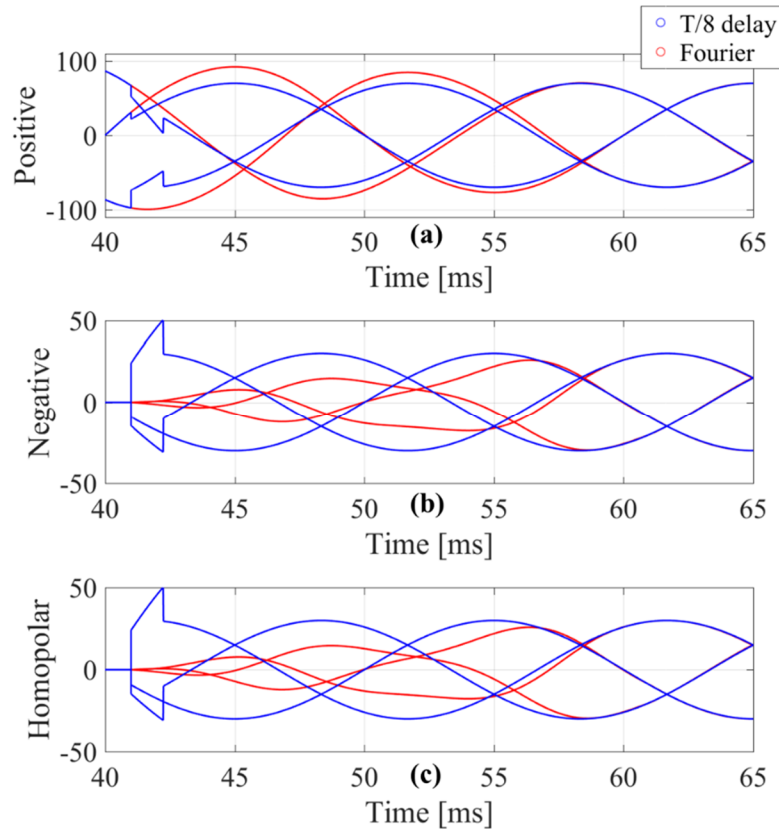 T/8 delay
Fourier
100
0
-100
Positive
40 45 50 55 60 65
(a)
Time [ms]
50
0
-50
Negative
40 45 50 55 60 65
(b)
Time [ms]
50
0
-50
Homopolar
40 45 50 55 60 65
(c)
Time [ms]